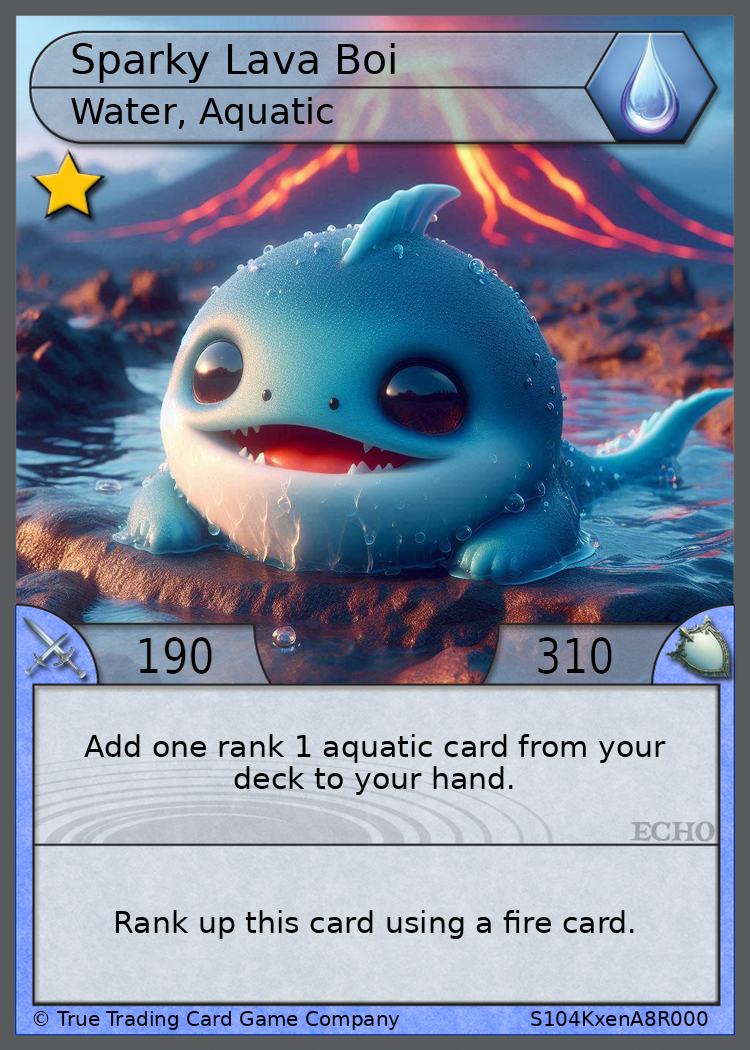 Sparky Lava Boi
Water, Aquatic
190
310
Add one rank 1 aquatic card from your
deck to your hand.
ECHO
Rank up this card using a fire card.
© True Trading Card Game Company
S104KxenA8R000